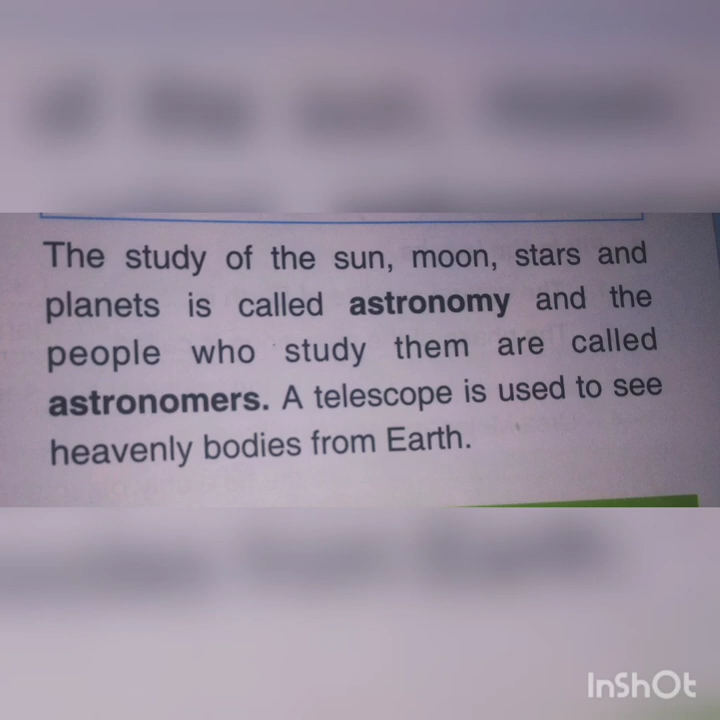 The study of the sun, moon, stars and
planets is called astronomy and the
people who study them are called
astronomers. A telescope is used to see
heavenly bodies from Earth.
InShOt